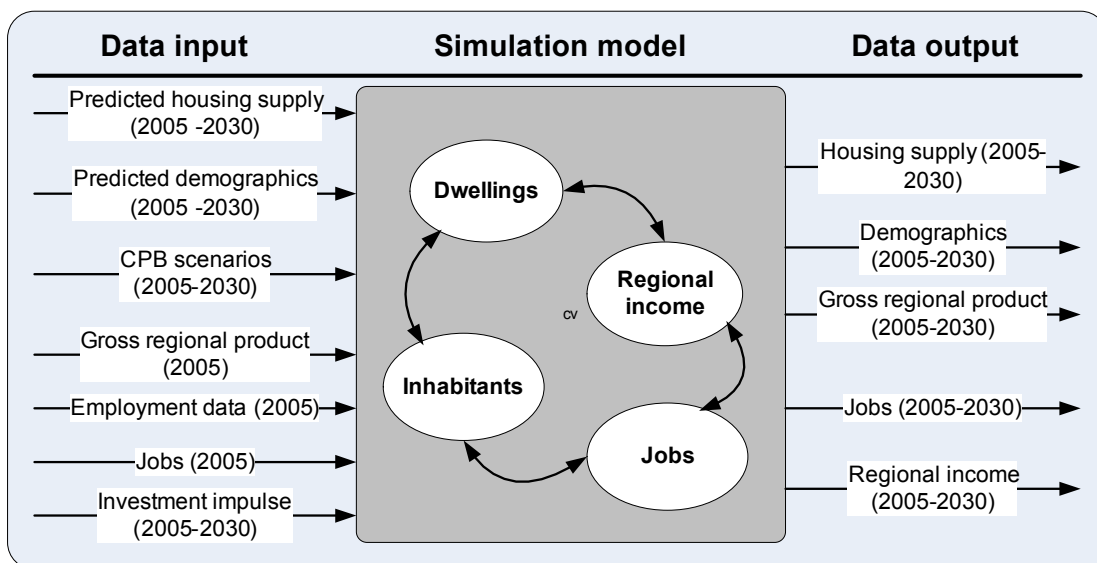 Data input
Simulation model
Data output
Predicted housing supply
(2005 -2030)
Predicted demographics
(2005 -2030)
CPB scenarios
(2005-2030)
Gross regional product
(2005)
Employment data (2005)
Jobs (2005)
Investment impulse
(2005-2030)
Dwellings
Regional
income
cv
Inhabitants
Jobs
Housing supply (2005-
2030)
Demographics
(2005-2030)
Gross regional product
(2005-2030)
Jobs (2005-2030)
Regional income
(2005-2030)